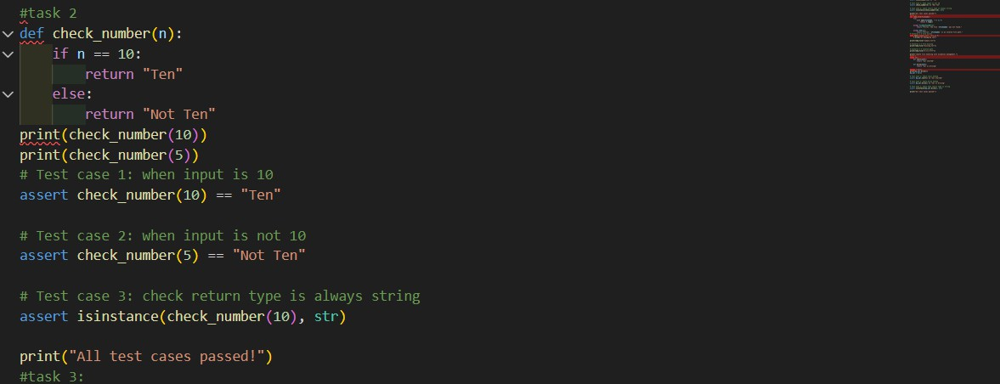 #task 2
def check_number(n):
    if n == 10:
        return "Ten"
    else:
        return "Not Ten"
print(check_number(10))
print(check_number(5))
# Test case 1: when input is 10
assert check_number(10) == "Ten"

# Test case 2: when input is not 10
assert check_number(5) == "Not Ten"

# Test case 3: check return type is always string
assert isinstance(check_number(10), str)

print("All test cases passed!")
#task 3: